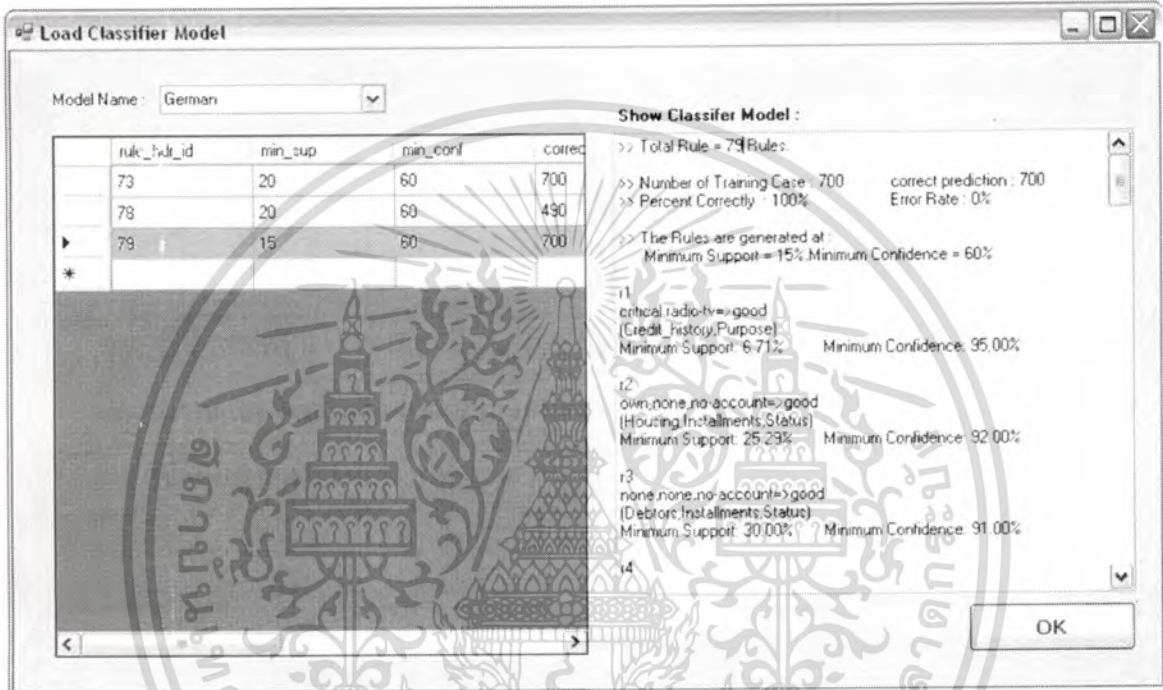 Load Classifier Model
Model Name : German
rule_hdr_id min_sup min_conf correc
73 20 60 700
78 20 60 490
79 15 60 700
Show Classifer Model :
>> Total Rule = 79 Rules.
>> Number of Training Case : 700 correct prediction : 700
>> Percent Correctly : 100% Error Rate : 0%
>> The Rules are generated at :
Minimum Support = 15%,Minimum Confidence = 60%
r1
critical,radio-tv=>good
(Credit_history,Purpose)
Minimum Support: 6.71% Minimum Confidence: 95.00%
r2
own,none,no-account=>good
(Housing,Installments,Status)
Minimum Support: 25.29% Minimum Confidence: 92.00%
r3
none,none,no-account=>good
(Debtors,Installments,Status)
Minimum Support: 30.00% Minimum Confidence: 91.00%
r4
OK